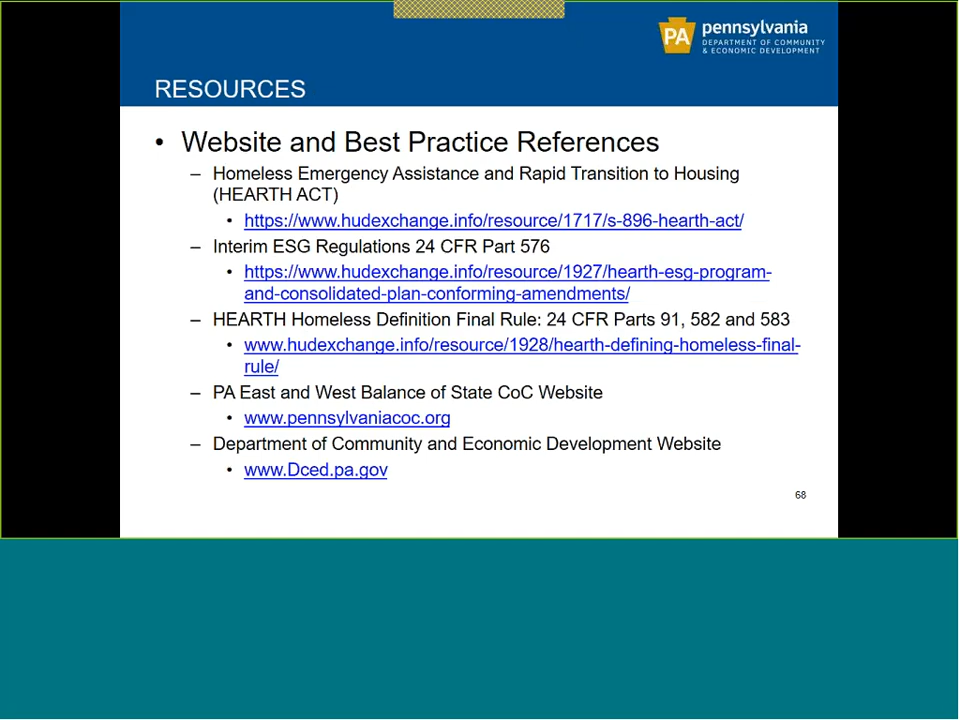 PA
pennsylvania
DEPARTMENT OF COMMUNITY
& ECONOMIC DEVELOPMENT
RESOURCES
• Website and Best Practice References
– Homeless Emergency Assistance and Rapid Transition to Housing
(HEARTH ACT)
• https://www.hudexchange.info/resource/1717/s-896-hearth-act/
– Interim ESG Regulations 24 CFR Part 576
• https://www.hudexchange.info/resource/1927/hearth-esg-program-
and-consolidated-plan-conforming-amendments/
– HEARTH Homeless Definition Final Rule: 24 CFR Parts 91, 582 and 583
• www.hudexchange.info/resource/1928/hearth-defining-homeless-final-
rule/
– PA East and West Balance of State CoC Website
• www.pennsylvaniacoc.org
– Department of Community and Economic Development Website
• www.Dced.pa.gov
68